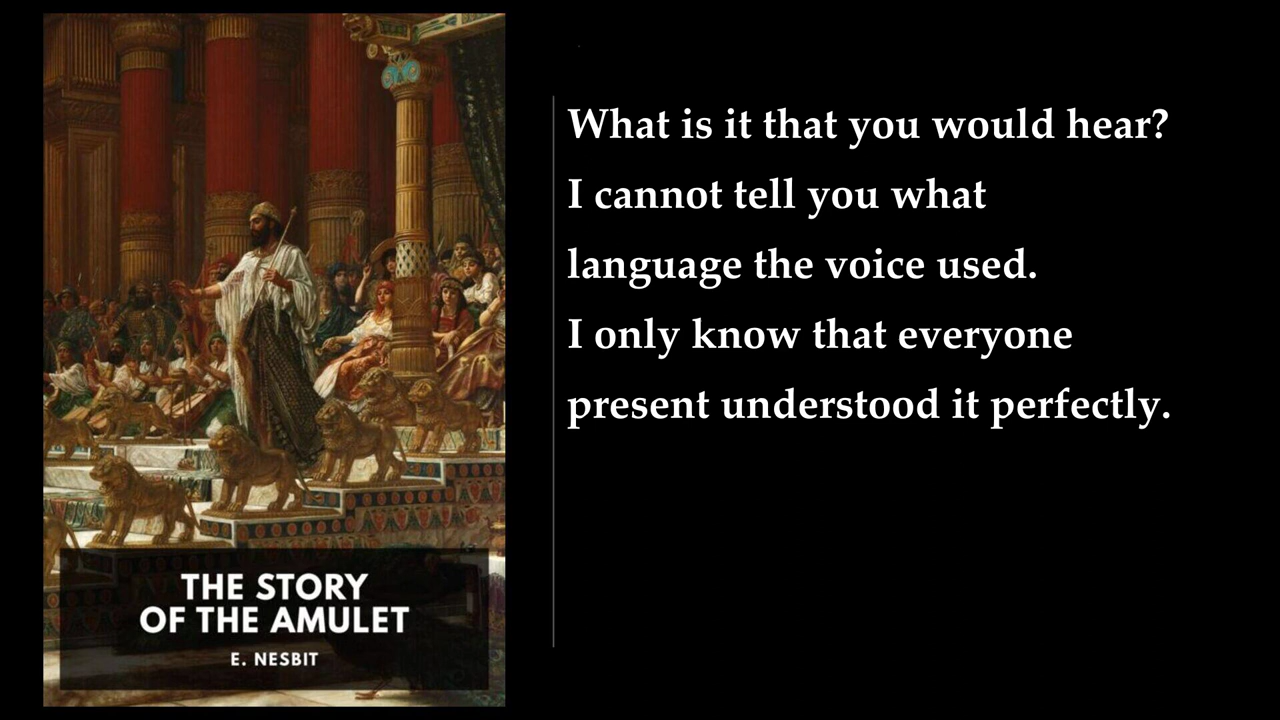 What is it that you would hear?
I cannot tell you what
language the voice used.
I only know that everyone
present understood it perfectly.
THE STORY
OF THE AMULET
E. NESBIT